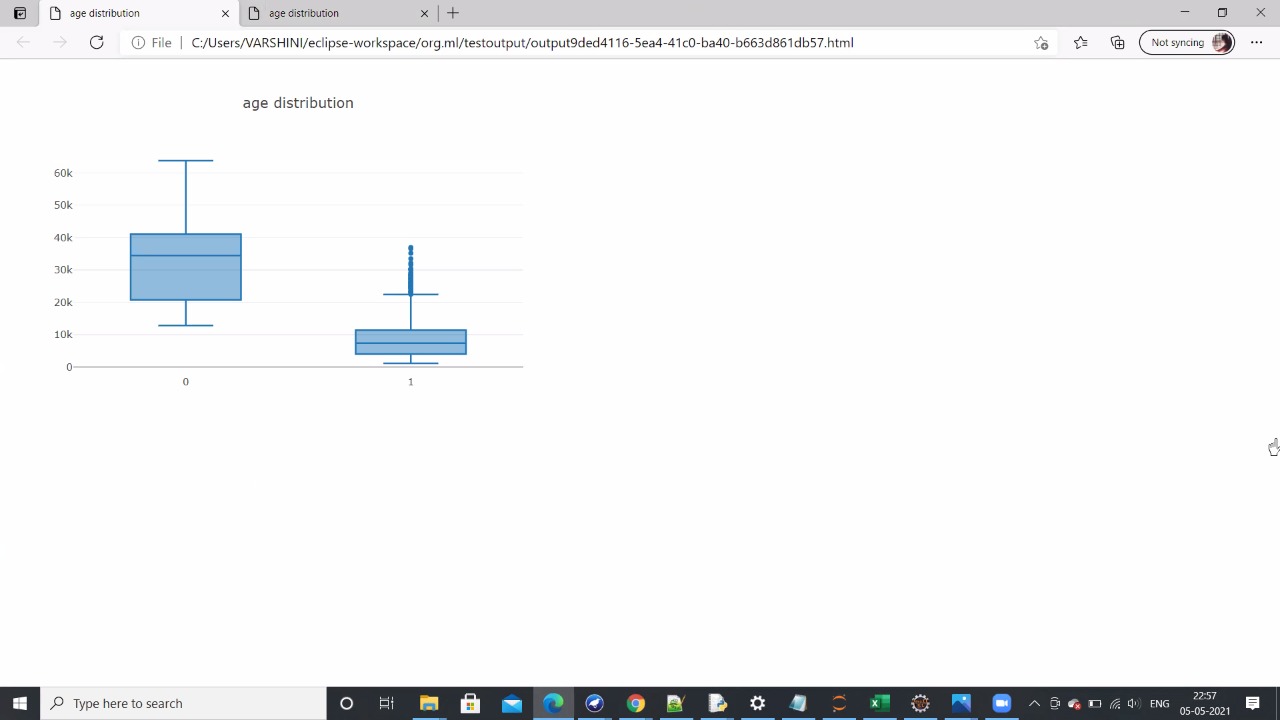 age distribution
age distribution
File
C:/Users/VARSHINI/eclipse-workspace/org.ml/testoutput/output9ded4116-5ea4-41c0-ba40-b663d861db57.html
Not syncing
age distribution
60k
50k
40k
30k
20k
10k
0
0
1
Type here to search
ENG
22:57
05-05-2021